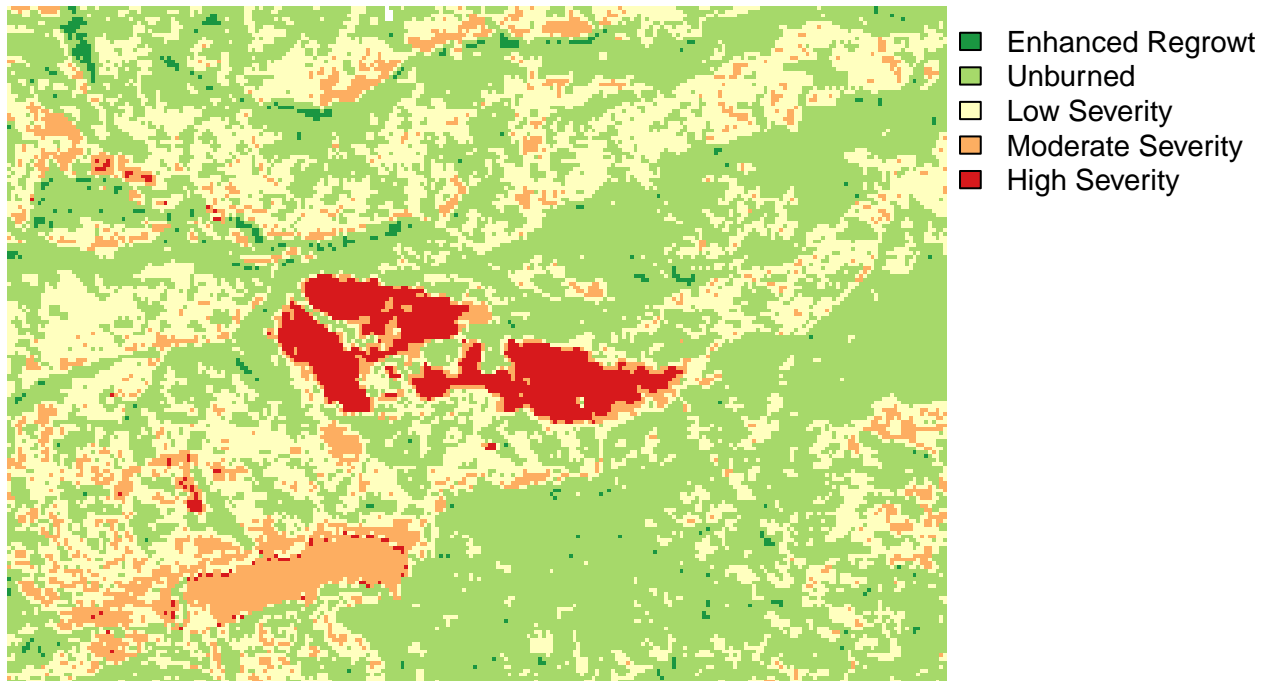 Enhanced Regrowt
Unburned
Low Severity
Moderate Severity
High Severity